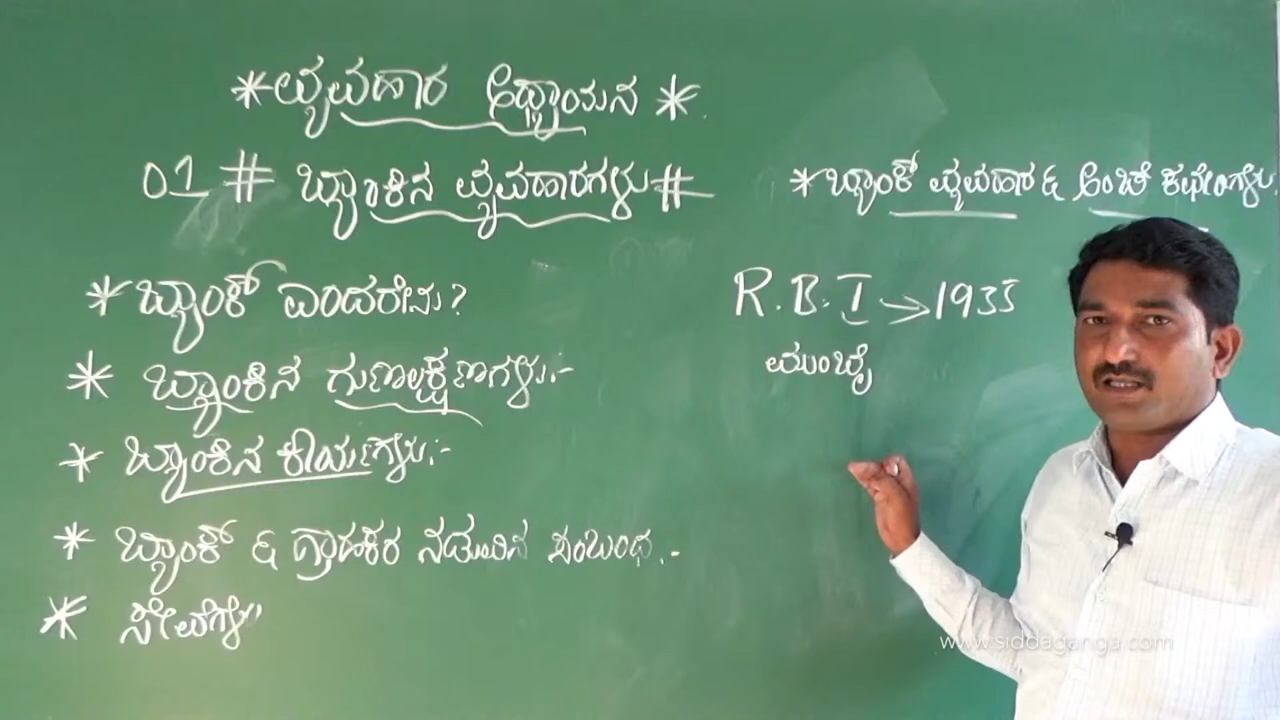 *ವ್ಯವಹಾರ ಅಧ್ಯಾಯನ *
01 # ಬ್ಯಾಂಕಿನ ವ್ಯವಹಾರಗಳು #
* ಬ್ಯಾಂಕ್ ವ್ಯವಹಾರ & ಅಂಚೆ ಕಛೇರಿಗಳು
* ಬ್ಯಾಂಕ್ ಎಂದರೇನು?
R.B.I → 1935
ಮುಂಬೈ
* ಬ್ಯಾಂಕಿನ ಗುಣಲಕ್ಷಣಗಳು:-
* ಬ್ಯಾಂಕಿನ ಕಾರ್ಯಗಳು:-
* ಬ್ಯಾಂಕ್ & ಗ್ರಾಹಕರ ನಡುವಿನ ಸಂಬಂಧ.-
* ಸೇವೆಗಳು
www.siddaganga.com